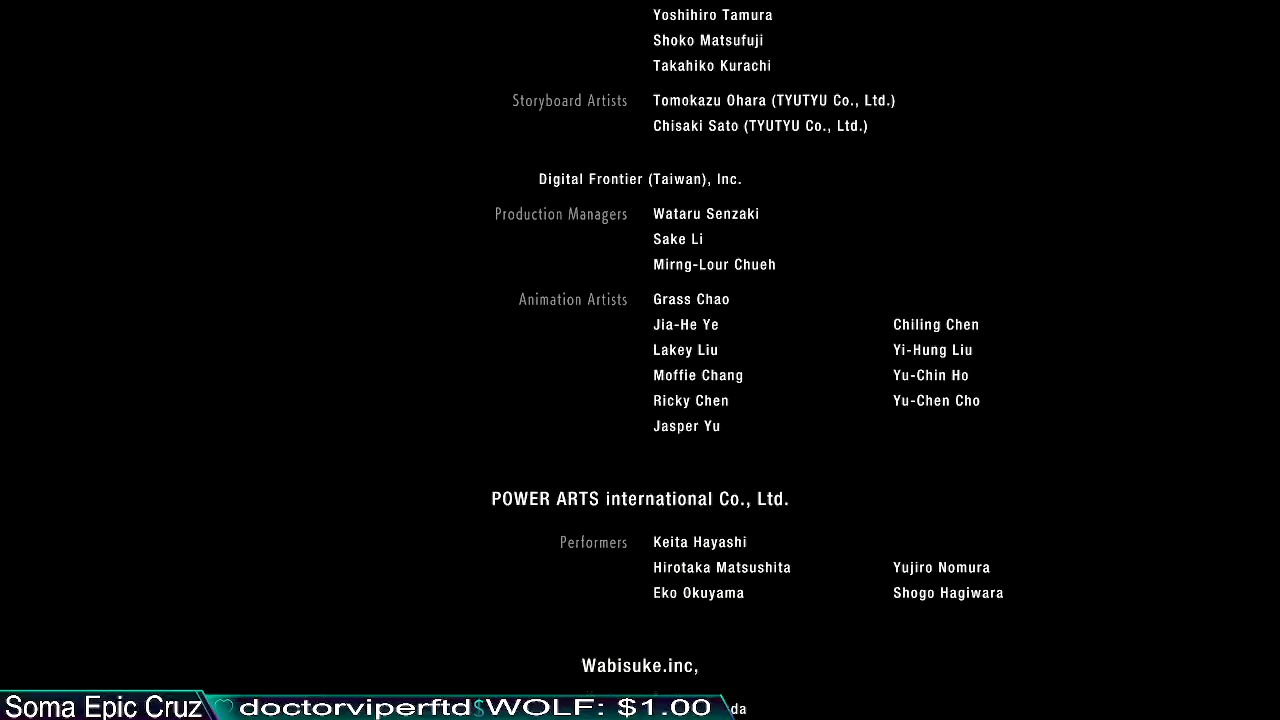 Yoshihiro Tamura
Shoko Matsufuji
Takahiko Kurachi
Storyboard Artists Tomokazu Ohara (TYUTYU Co., Ltd.)
Chisaki Sato (TYUTYU Co., Ltd.)
Digital Frontier (Taiwan), Inc.
Production Managers Wataru Senzaki
Sake Li
Mirng-Lour Chueh
Animation Artists Grass Chao
Jia-He Ye Chiling Chen
Lakey Liu Yi-Hung Liu
Moffie Chang Yu-Chin Ho
Ricky Chen Yu-Chen Cho
Jasper Yu
POWER ARTS international Co., Ltd.
Performers Keita Hayashi
Hirotaka Matsushita Yujiro Nomura
Eko Okuyama Shogo Hagiwara
Wabisuke.inc,
Soma Epic Cruz doctorviperftd $WOLF: $1.00